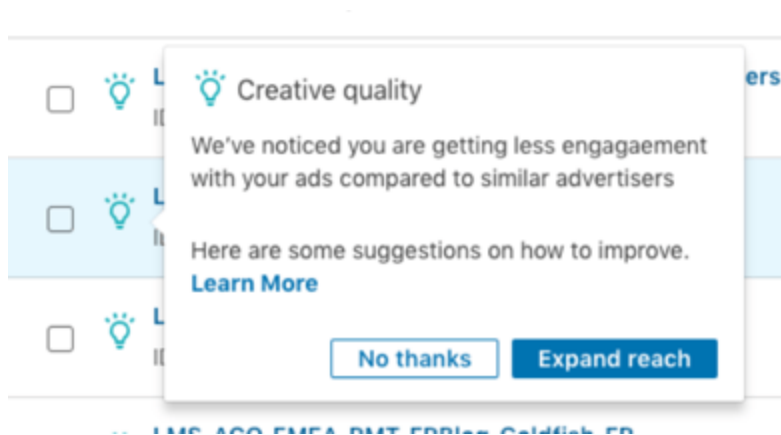 ers
Creative quality
We've noticed you are getting less engagaement
with your ads compared to similar advertisers
Here are some suggestions on how to improve.
Learn More
No thanks
Expand reach